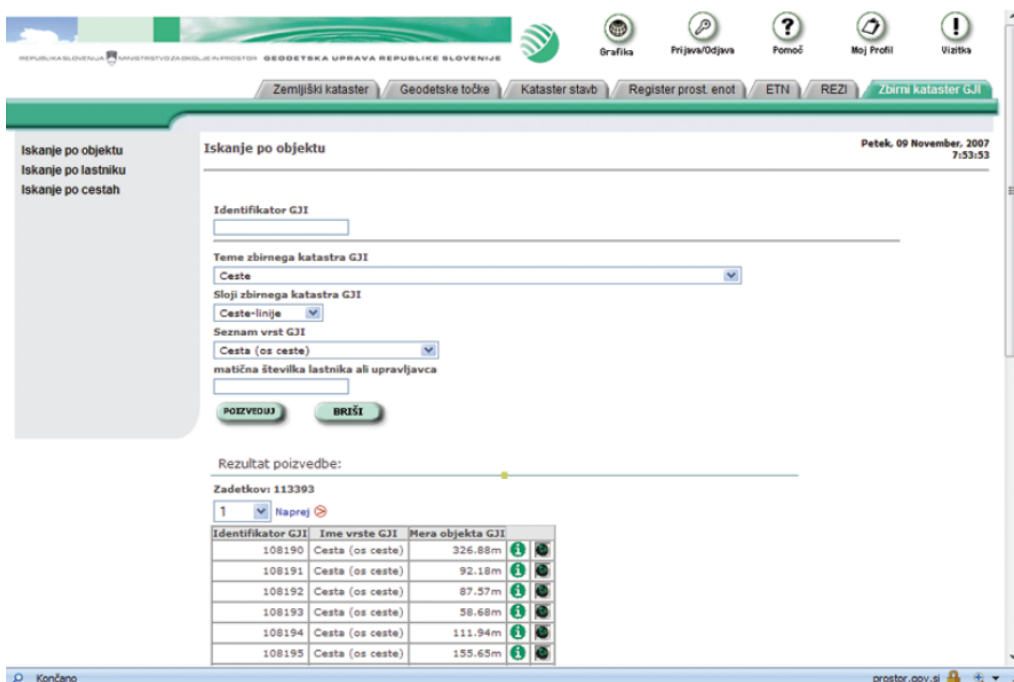 Grafika Prijava/Odjava Pomoč Moj Profil Vizitka
REPUBLIKA SLOVENIJA MINISTRSTVO ZA OKOLJE IN PROSTOR GEODETSKA UPRAVA REPUBLIKE SLOVENIJE
Zemljiški kataster Geodetske točke Kataster stavb Register prost. enot ETN REZI Zbirni kataster GJI
Iskanje po objektu
Iskanje po lastniku
Iskanje po cestah
Iskanje po objektu
Petek, 09 November, 2007
7:53:53
Identifikator GJI
Teme zbirnega katastra GJI
Ceste
Sloji zbirnega katastra GJI
Ceste-linije
Seznam vrst GJI
Cesta (os ceste)
matična številka lastnika ali upravljavca
POIZVEDUJ BRIŠI
Rezultat poizvedbe:
Zadetkov: 113393
1 Naprej
Identifikator GJI Ime vrste GJI Mera objekta GJI
108190 Cesta (os ceste) 326.88m
108191 Cesta (os ceste) 92.18m
108192 Cesta (os ceste) 87.57m
108193 Cesta (os ceste) 58.68m
108194 Cesta (os ceste) 111.94m
108195 Cesta (os ceste) 155.65m
Končano prostor.gov.si